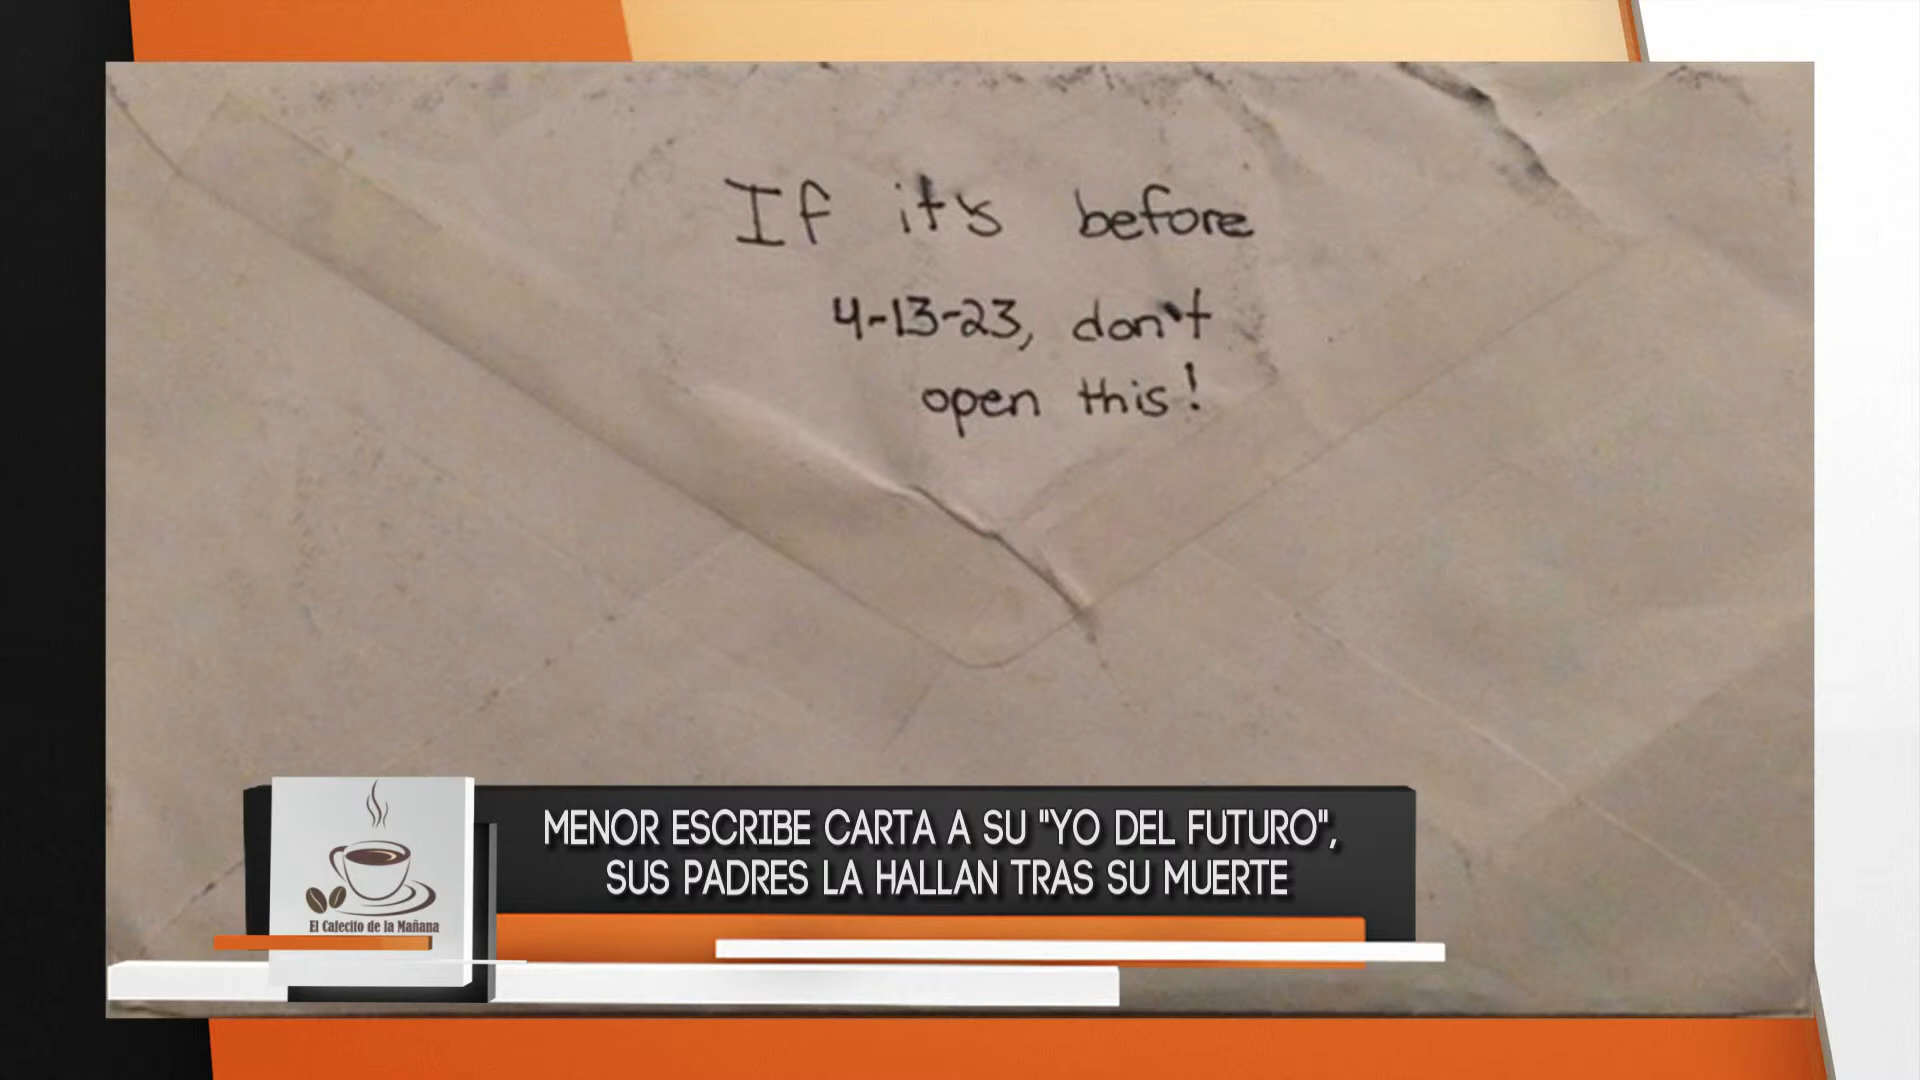 If it's before
4-13-23, don't
open this!
MENOR ESCRIBE CARTA A SU "YO DEL FUTURO",
SUS PADRES LA HALLAN TRAS SU MUERTE
El Cafecito de la Mañana